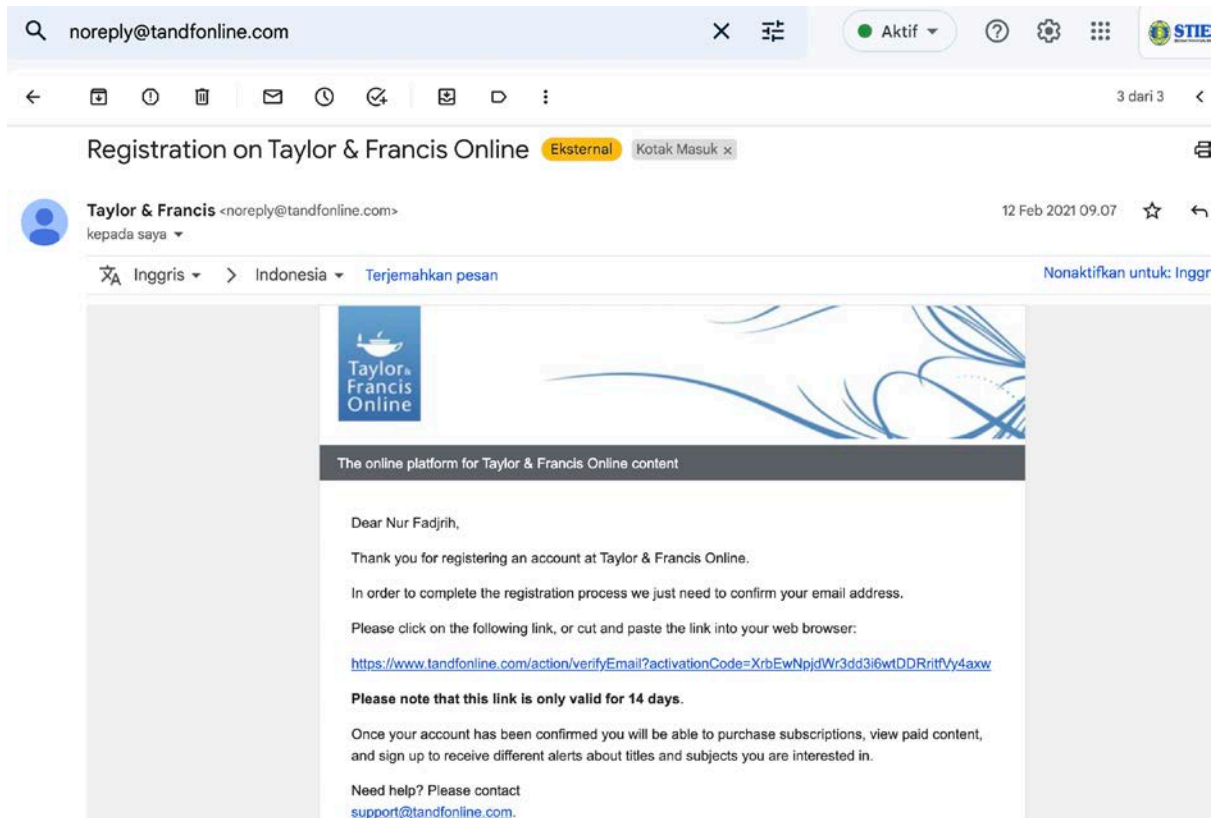 noreply@tandfonline.com
Aktif
STIE
3 dari 3
Registration on Taylor & Francis Online Eksternal Kotak Masuk x
Taylor & Francis <noreply@tandfonline.com> 12 Feb 2021 09.07
kepada saya
Inggris > Indonesia Terjemahkan pesan Nonaktifkan untuk: Inggr
Taylor &
Francis
Online
The online platform for Taylor & Francis Online content
Dear Nur Fadjrih,
Thank you for registering an account at Taylor & Francis Online.
In order to complete the registration process we just need to confirm your email address.
Please click on the following link, or cut and paste the link into your web browser:
https://www.tandfonline.com/action/verifyEmail?activationCode=XrbEwNpjdWr3dd3i6wtDDRritfVy4axw
Please note that this link is only valid for 14 days.
Once your account has been confirmed you will be able to purchase subscriptions, view paid content,
and sign up to receive different alerts about titles and subjects you are interested in.
Need help? Please contact
support@tandfonline.com.